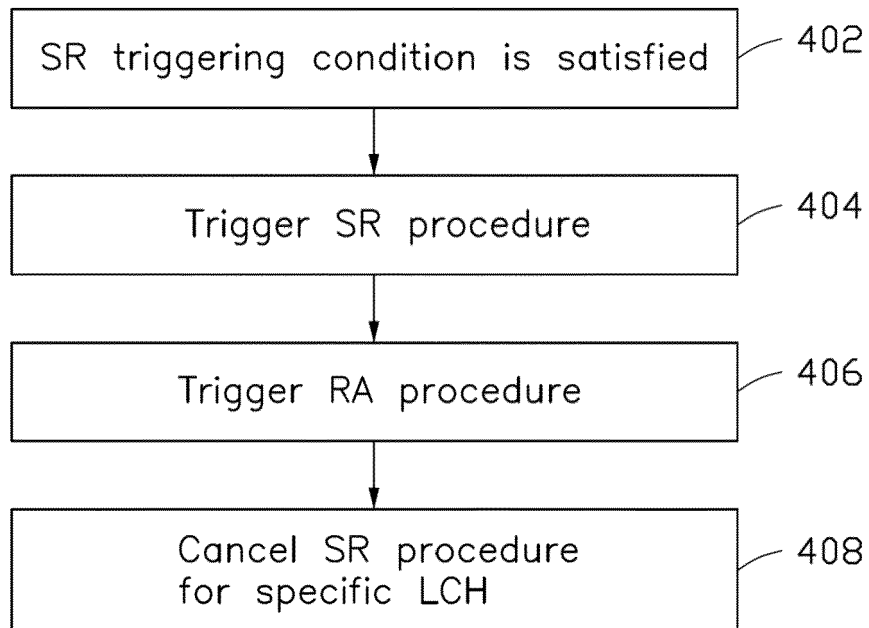 SR triggering condition is satisfied
402
Trigger SR procedure
404
Trigger RA procedure
406
Cancel SR procedure
for specific LCH
408